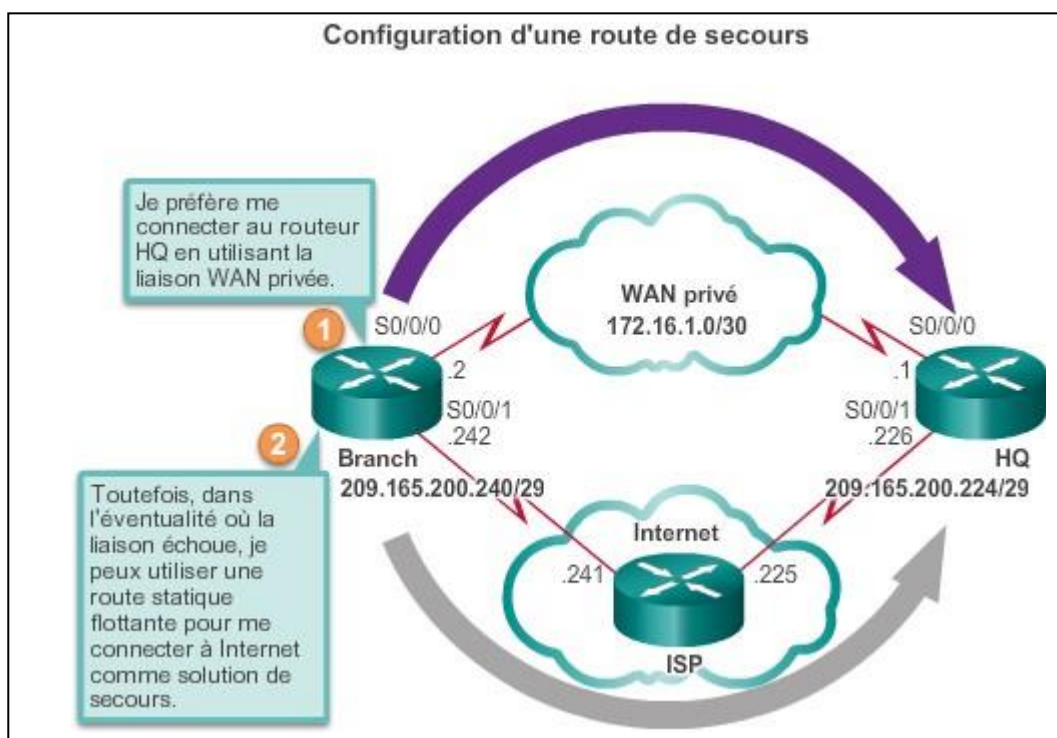 Configuration d'une route de secours
Je préfère me
connecter au routeur
HQ en utilisant la
liaison WAN privée.
1
S0/0/0
WAN privé
172.16.1.0/30
S0/0/0
.2
.1
S0/0/1
.242
S0/0/1
.226
2
Branch
HQ
209.165.200.240/29
209.165.200.224/29
Toutefois, dans
l'éventualité où la
liaison échoue, je
peux utiliser une
route statique
flottante pour me
connecter à Internet
comme solution de
secours.
Internet
.241
.225
ISP